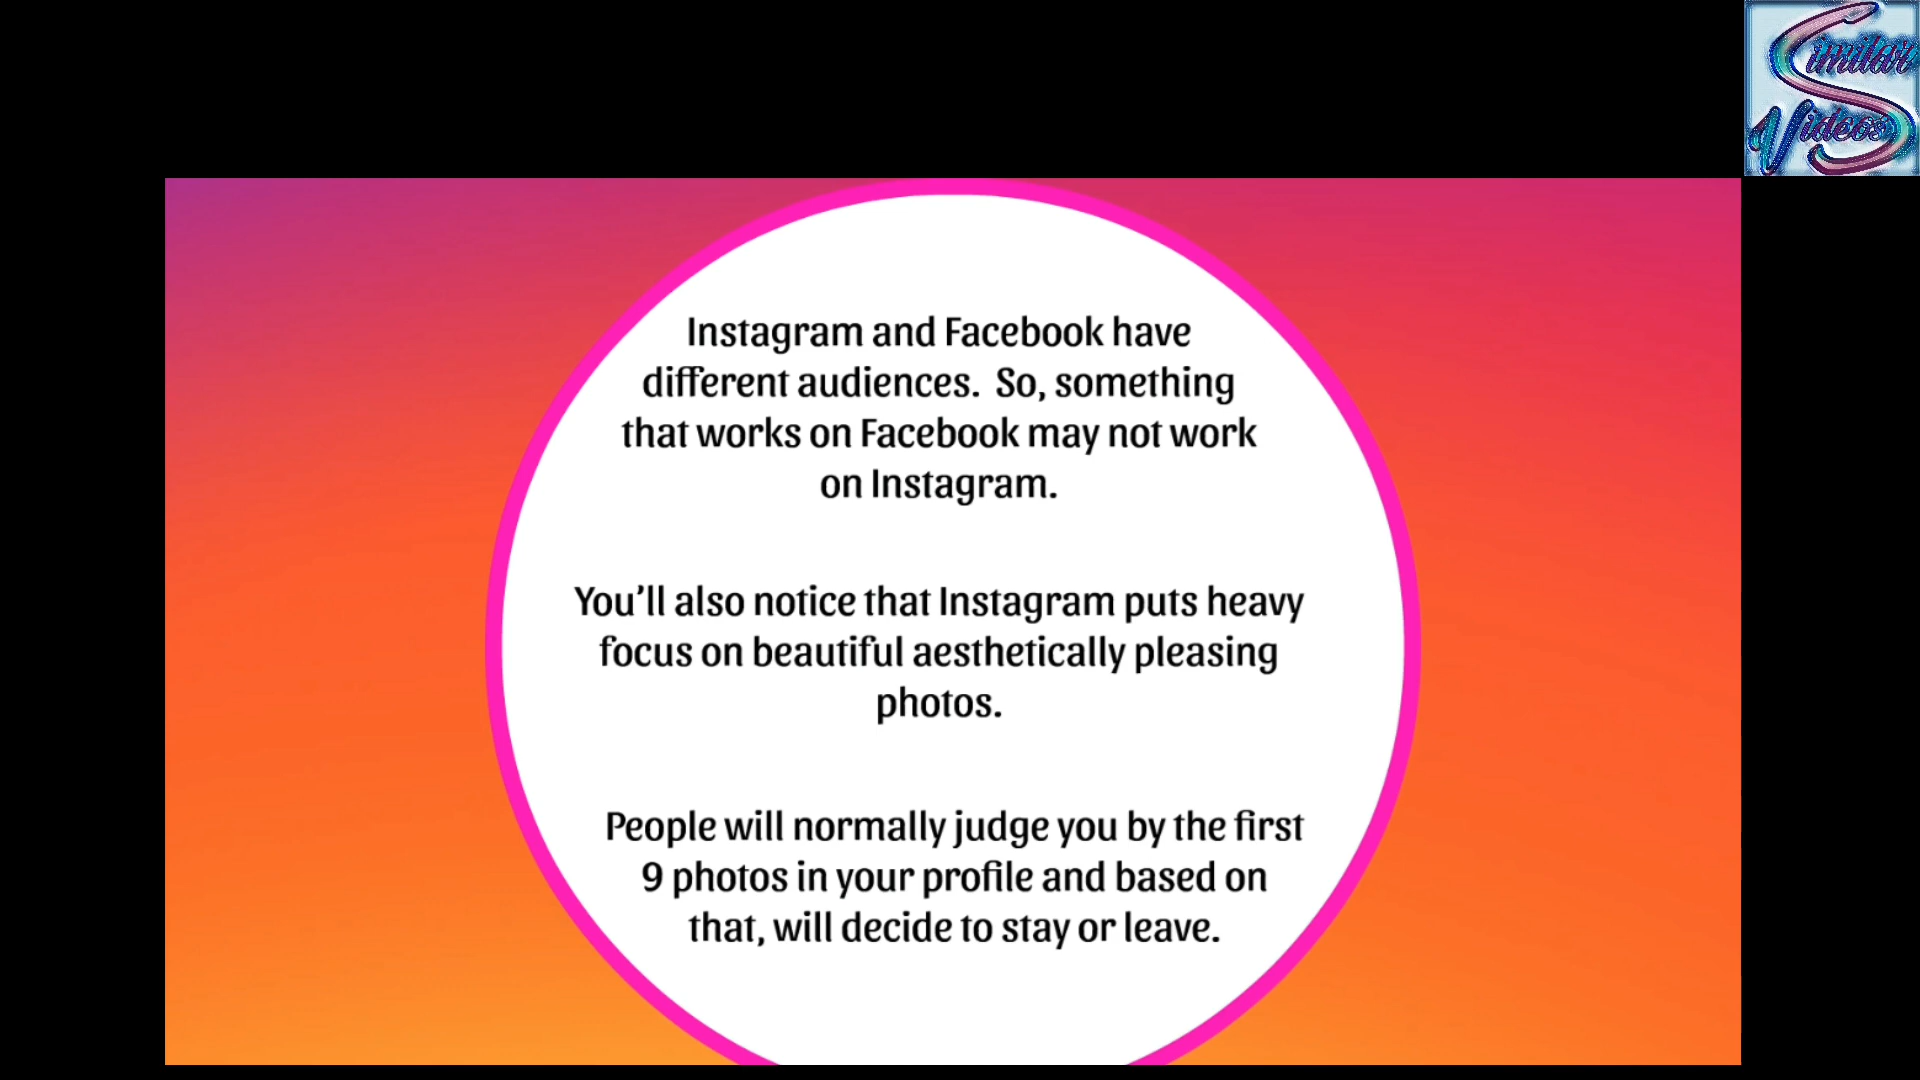 Similar
Videos
Instagram and Facebook have
different audiences.  So, something
that works on Facebook may not work
on Instagram.
You’ll also notice that Instagram puts heavy
focus on beautiful aesthetically pleasing
photos.
People will normally judge you by the first
9 photos in your profile and based on
that, will decide to stay or leave.